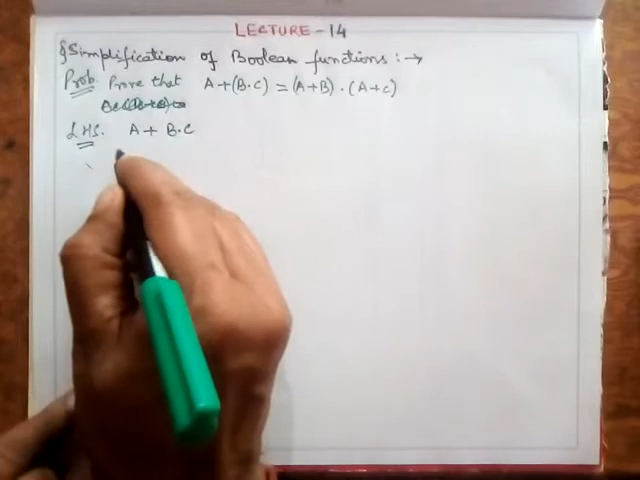 LECTURE - 14
§ Simplification of Boolean functions :→
Prob. Prove that A+(B·C) = (A+B)·(A+C)
LHS. A + B·C